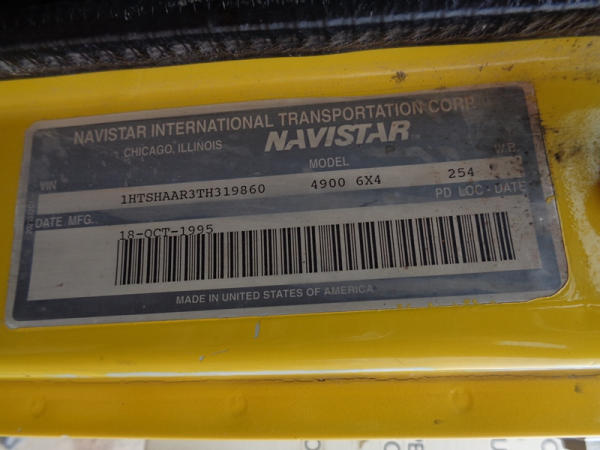 NAVISTAR INTERNATIONAL TRANSPORTATION CORP
CHICAGO, ILLINOIS
NAVISTAR
VIN
MODEL
W.B.
1HTSHAAR3TH319860
4900 6X4
254
DATE MFG.
PD LOC - DATE
18-OCT-1995
MADE IN UNITED STATES OF AMERICA